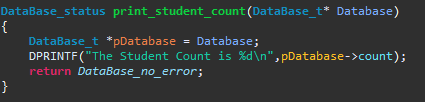 DataBase_status print_student_count(DataBase_t* Database)
{
    DataBase_t *pDatabase = Database;
    DPRINTF("The Student Count is %d\n",pDatabase->count);
    return DataBase_no_error;
}